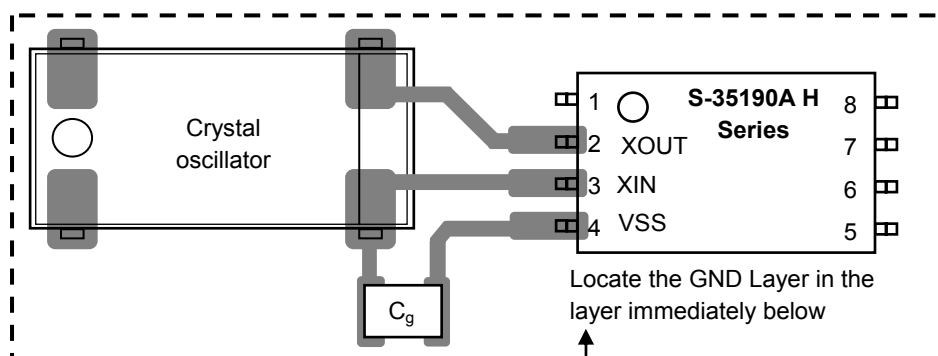 Crystal
oscillator
S-35190A H
Series
1
2 XOUT
3 XIN
4 VSS
8
7
6
5
Cg
Locate the GND Layer in the
layer immediately below